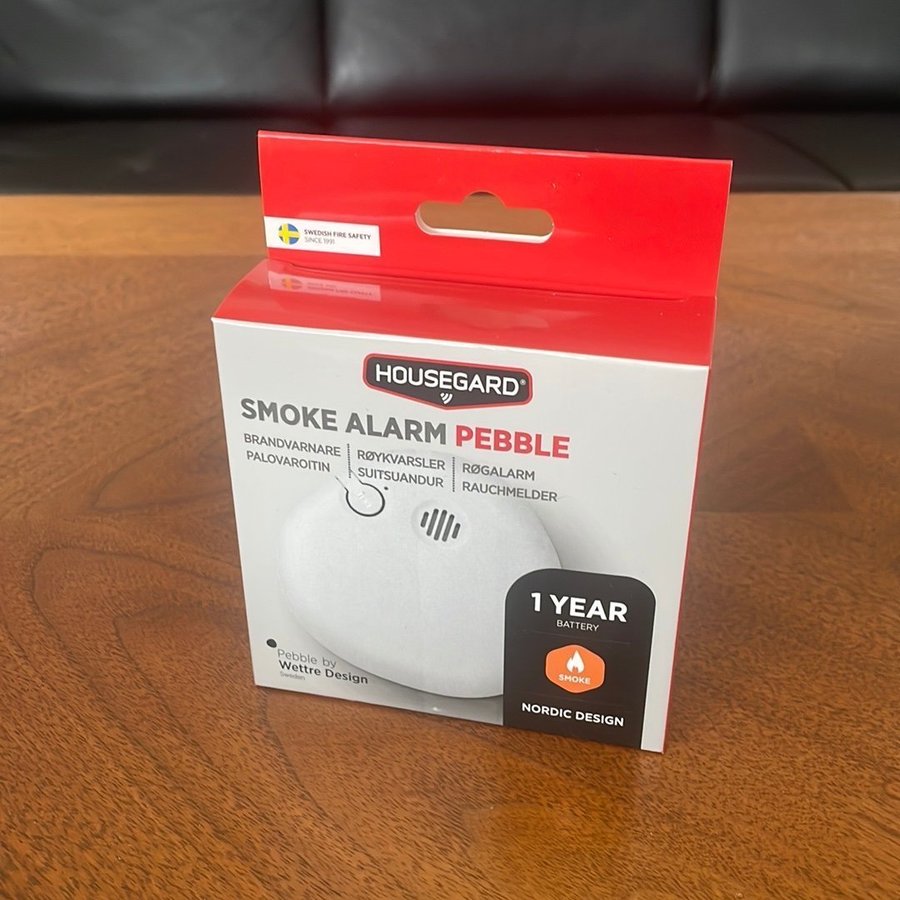 SWEDISH FIRE SAFETY
SINCE 1991
HOUSEGARD®
SMOKE ALARM PEBBLE
BRANDVARNARE
PALOVAROITIN
RØYKVARSLER
SUITSUANDUR
RØGALARM
RAUCHMELDER
1 YEAR
BATTERY
SMOKE
NORDIC DESIGN
Pebble by
Wettre Design
Sweden